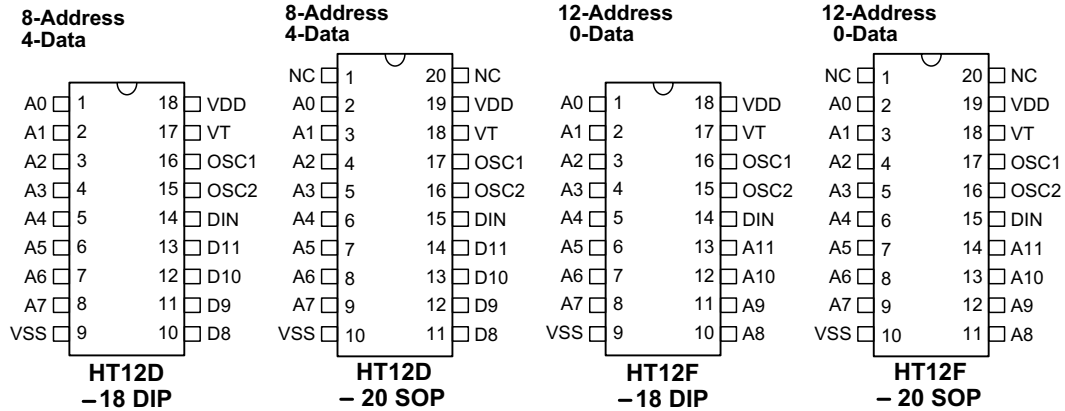 8-Address
4-Data
A0 1 18 VDD
A1 2 17 VT
A2 3 16 OSC1
A3 4 15 OSC2
A4 5 14 DIN
A5 6 13 D11
A6 7 12 D10
A7 8 11 D9
VSS 9 10 D8
HT12D
–18 DIP
8-Address
4-Data
NC 1 20 NC
A0 2 19 VDD
A1 3 18 VT
A2 4 17 OSC1
A3 5 16 OSC2
A4 6 15 DIN
A5 7 14 D11
A6 8 13 D10
A7 9 12 D9
VSS 10 11 D8
HT12D
– 20 SOP
12-Address
0-Data
A0 1 18 VDD
A1 2 17 VT
A2 3 16 OSC1
A3 4 15 OSC2
A4 5 14 DIN
A5 6 13 A11
A6 7 12 A10
A7 8 11 A9
VSS 9 10 A8
HT12F
–18 DIP
12-Address
0-Data
NC 1 20 NC
A0 2 19 VDD
A1 3 18 VT
A2 4 17 OSC1
A3 5 16 OSC2
A4 6 15 DIN
A5 7 14 A11
A6 8 13 A10
A7 9 12 A9
VSS 10 11 A8
HT12F
– 20 SOP